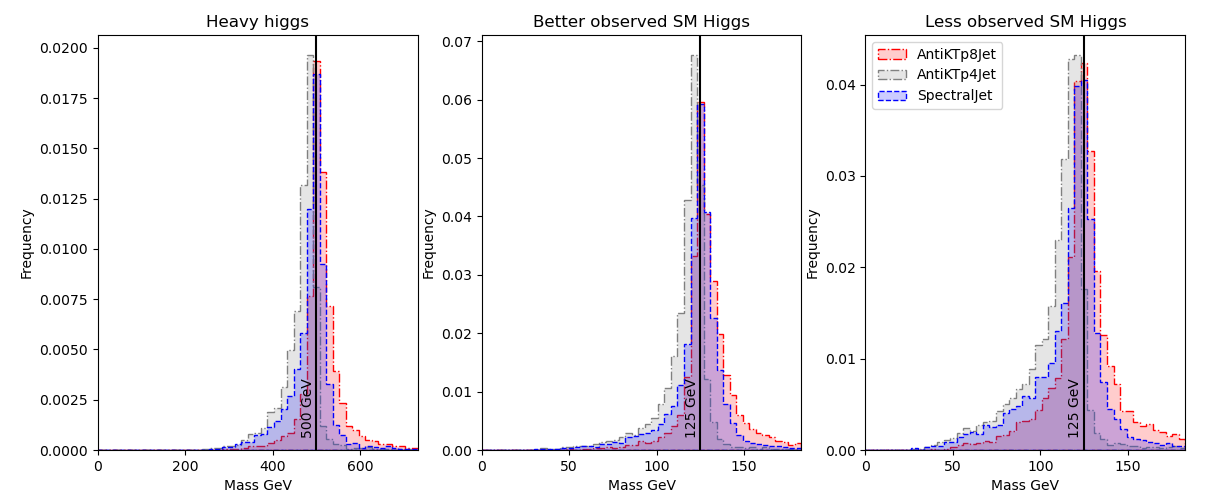 Heavy higgs
Better observed SM Higgs
Less observed SM Higgs
0.0200
0.0175
0.0150
0.0125
0.0100
0.0075
0.0050
0.0025
0.0000
Frequency
500 GeV
0
200
400
600
Mass GeV
0.07
0.06
0.05
0.04
0.03
0.02
0.01
0.00
Frequency
125 GeV
0
50
100
150
Mass GeV
AntiKTp8Jet
AntiKTp4Jet
SpectralJet
0.04
0.03
0.02
0.01
0.00
Frequency
125 GeV
0
50
100
150
Mass GeV